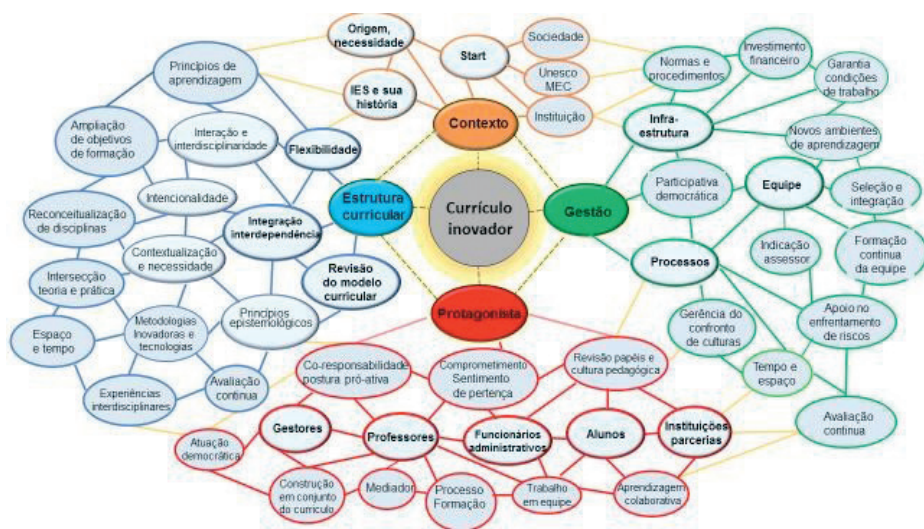 Origem,
necessidade
Start
Sociedade
Unesco
MEC
Instituição
IES e sua
história
Contexto
Princípios de
aprendizagem
Ampliação
de objetivos
de formação
Interação e
interdisciplinaridade
Flexibilidade
Intencionalidade
Reconceitualização
de disciplinas
Integração
interdependência
Estrutura
curricular
Contextualização
e necessidade
Intersecção
teoria e prática
Revisão
do modelo
curricular
Princípios
epistemológicos
Espaço
e tempo
Metodologias
Inovadoras e
tecnologias
Experiências
interdisciplinares
Avaliação
continua
Currículo
inovador
Normas e
procedimentos
Investimento
financeiro
Garantia
condições
de trabalho
Infra-
estrutura
Novos ambientes
de aprendizagem
Participativa
democrática
Equipe
Seleção e
integração
Gestão
Indicação
assessor
Formação
continua
da equipe
Processos
Gerência do
confronto
de culturas
Apoio no
enfrentamento
de riscos
Tempo e
espaço
Avaliação
continua
Protagonista
Co-responsabilidade
postura pró-ativa
Comprometimento
Sentimento
de pertença
Revisão papéis e
cultura pedagógica
Gestores
Professores
Funcionários
administrativos
Alunos
Instituições
parcerias
Atuação
democrática
Construção
em conjunto
do curriculo
Mediador
Processo
Formação
Trabalho
em equipe
Aprendizagem
colaborativa